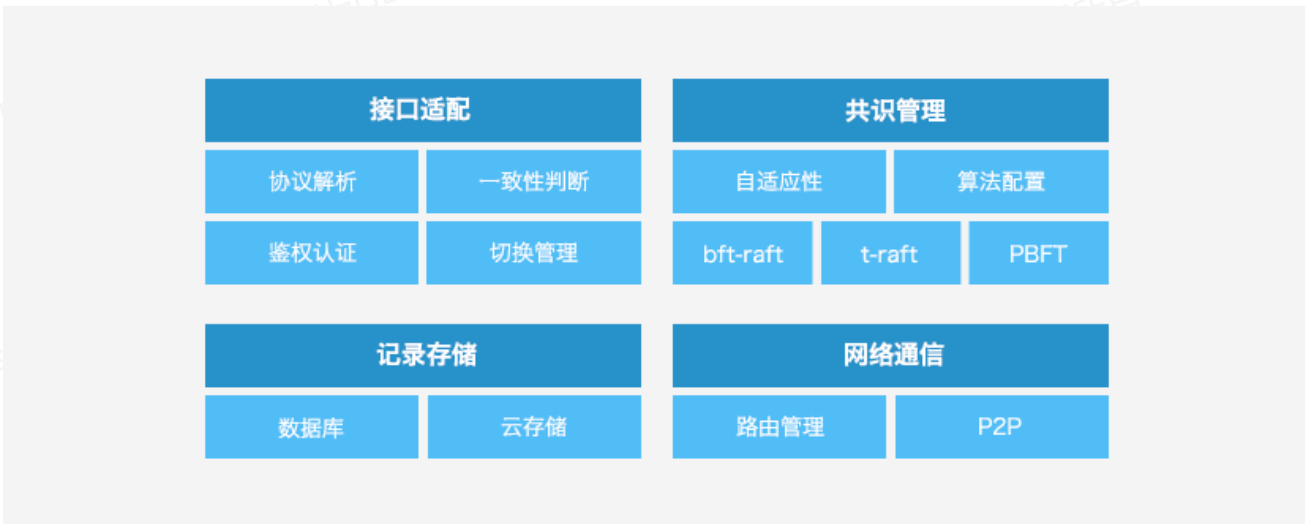 接口适配
协议解析 一致性判断
鉴权认证 切换管理
共识管理
自适应性 算法配置
bft-raft t-raft PBFT
记录存储
数据库 云存储
网络通信
路由管理 P2P